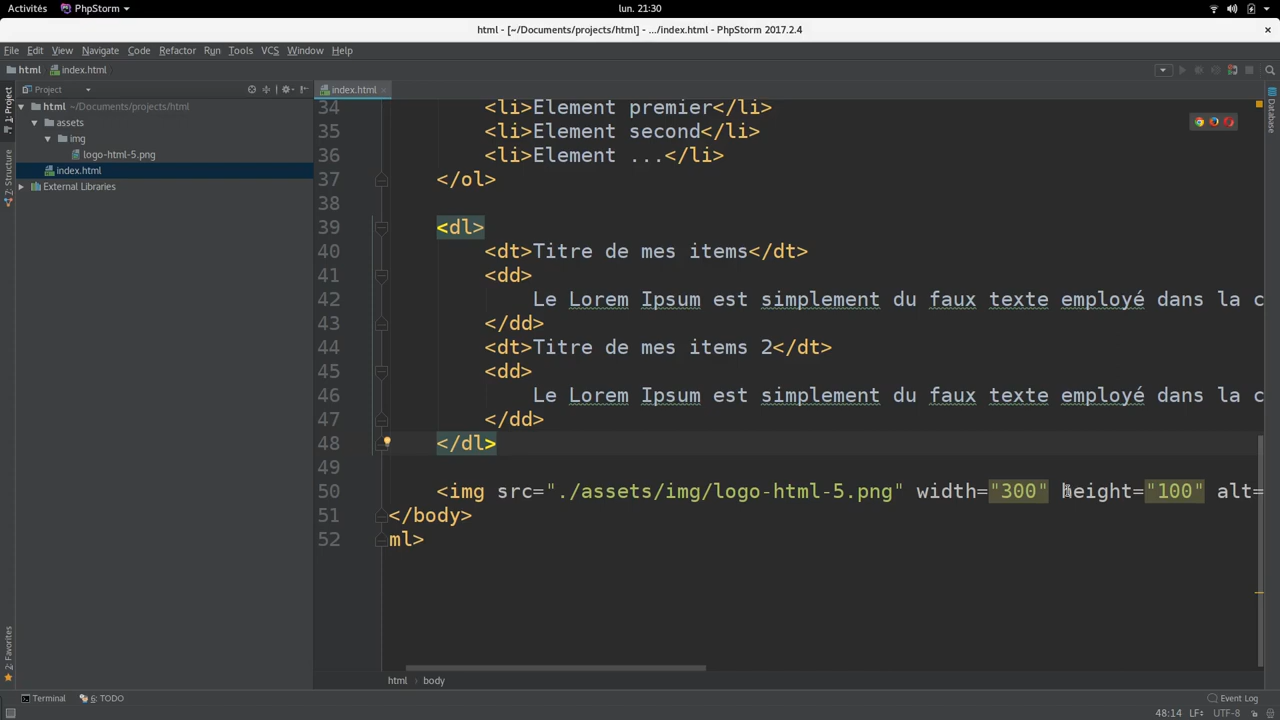 Activités PhpStorm lun. 21:30
html - [~/Documents/projects/html] - .../index.html - PhpStorm 2017.2.4
File Edit View Navigate Code Refactor Run Tools VCS Window Help
html index.html
Project index.html
html ~/Documents/projects/html
assets
img
logo-html-5.png
index.html
External Libraries
1: Project
7: Structure
2: Favorites
Database
34 <li>Element premier</li>
35 <li>Element second</li>
36 <li>Element ...</li>
37 </ol>
38
39 <dl>
40 <dt>Titre de mes items</dt>
41 <dd>
42 Le Lorem Ipsum est simplement du faux texte employé dans la c
43 </dd>
44 <dt>Titre de mes items 2</dt>
45 <dd>
46 Le Lorem Ipsum est simplement du faux texte employé dans la c
47 </dd>
48 </dl>
49
50 <img src="./assets/img/logo-html-5.png" width="300" height="100" alt=
51 </body>
52 ml>
html › body
Terminal 6: TODO Event Log
48:14 LF÷ UTF-8÷